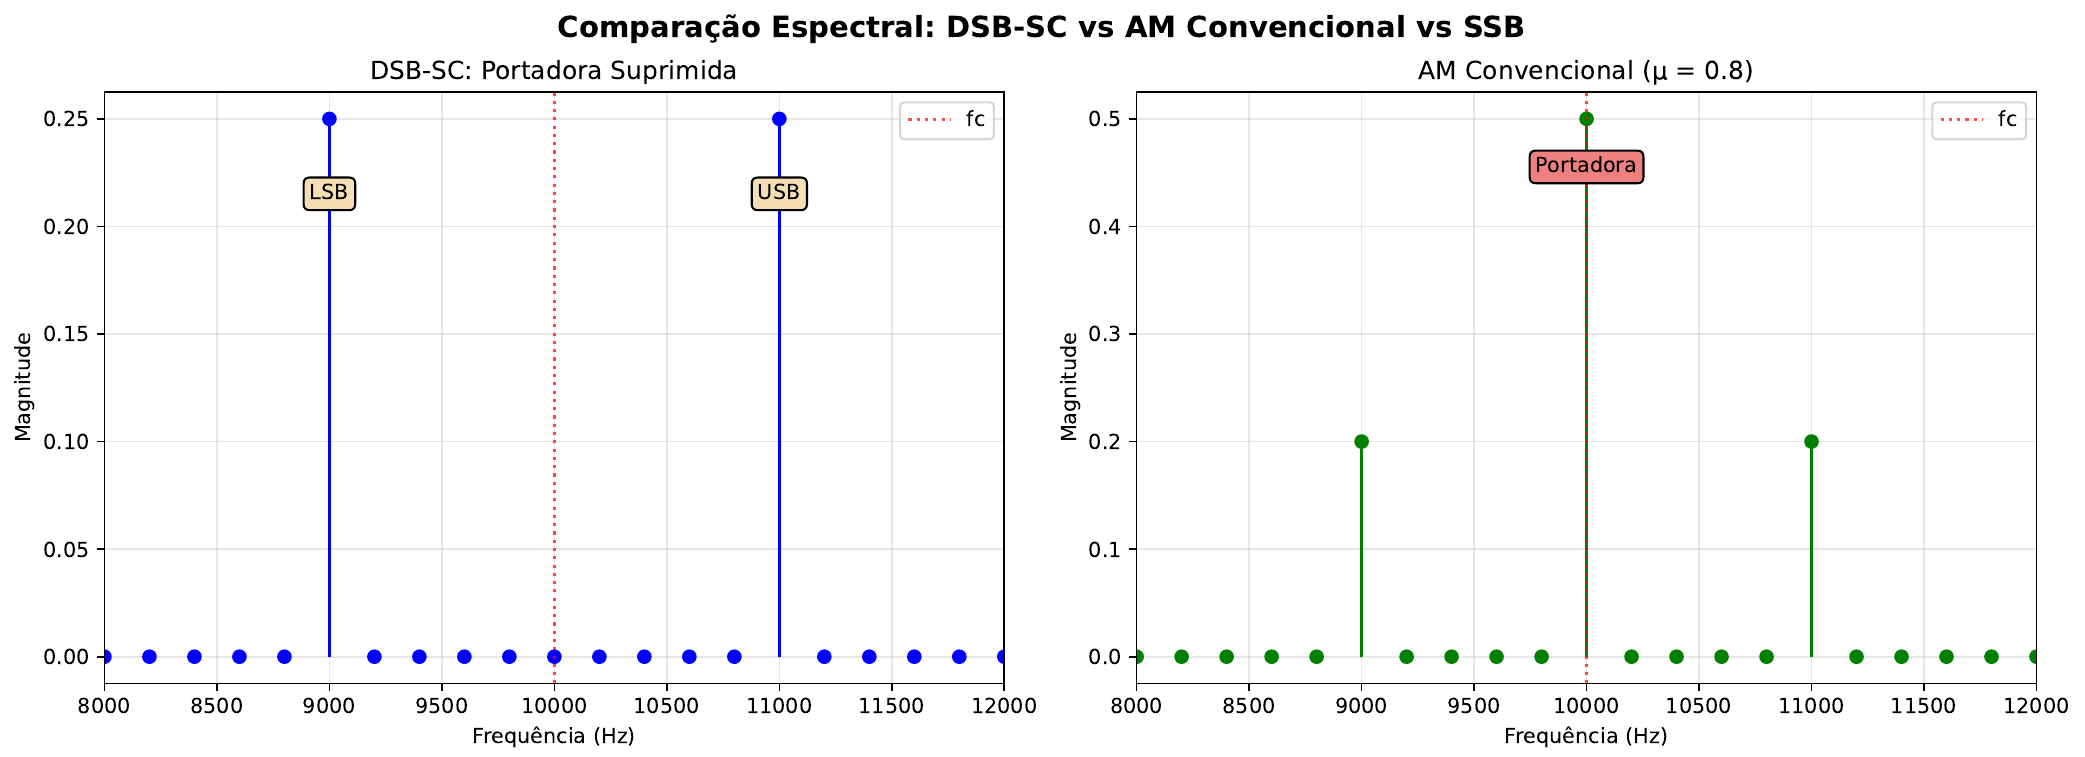 Comparação Espectral: DSB-SC vs AM Convencional vs SSB
DSB-SC: Portadora Suprimida
fc
LSB
USB
0.25
0.20
0.15
0.10
0.05
0.00
Magnitude
8000 8500 9000 9500 10000 10500 11000 11500 12000
Frequência (Hz)
AM Convencional (μ = 0.8)
fc
Portadora
0.5
0.4
0.3
0.2
0.1
0.0
Magnitude
8000 8500 9000 9500 10000 10500 11000 11500 12000
Frequência (Hz)